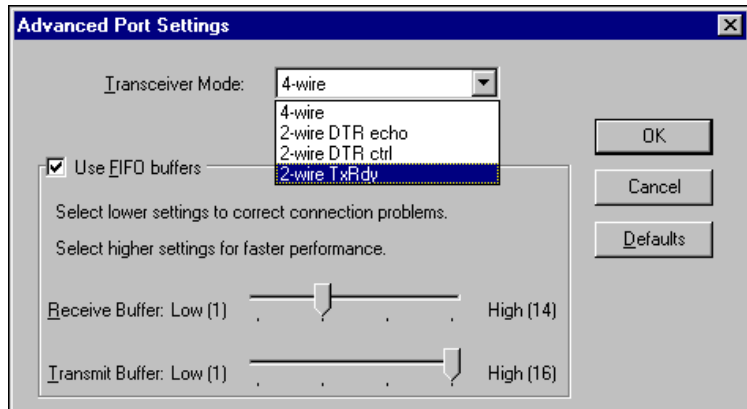 Advanced Port Settings
Transceiver Mode: 4-wire
4-wire
2-wire DTR echo
2-wire DTR ctrl
2-wire TxRdy
OK
Cancel
Defaults
Use FIFO buffers
Select lower settings to correct connection problems.
Select higher settings for faster performance.
Receive Buffer: Low (1) High (14)
Transmit Buffer: Low (1) High (16)